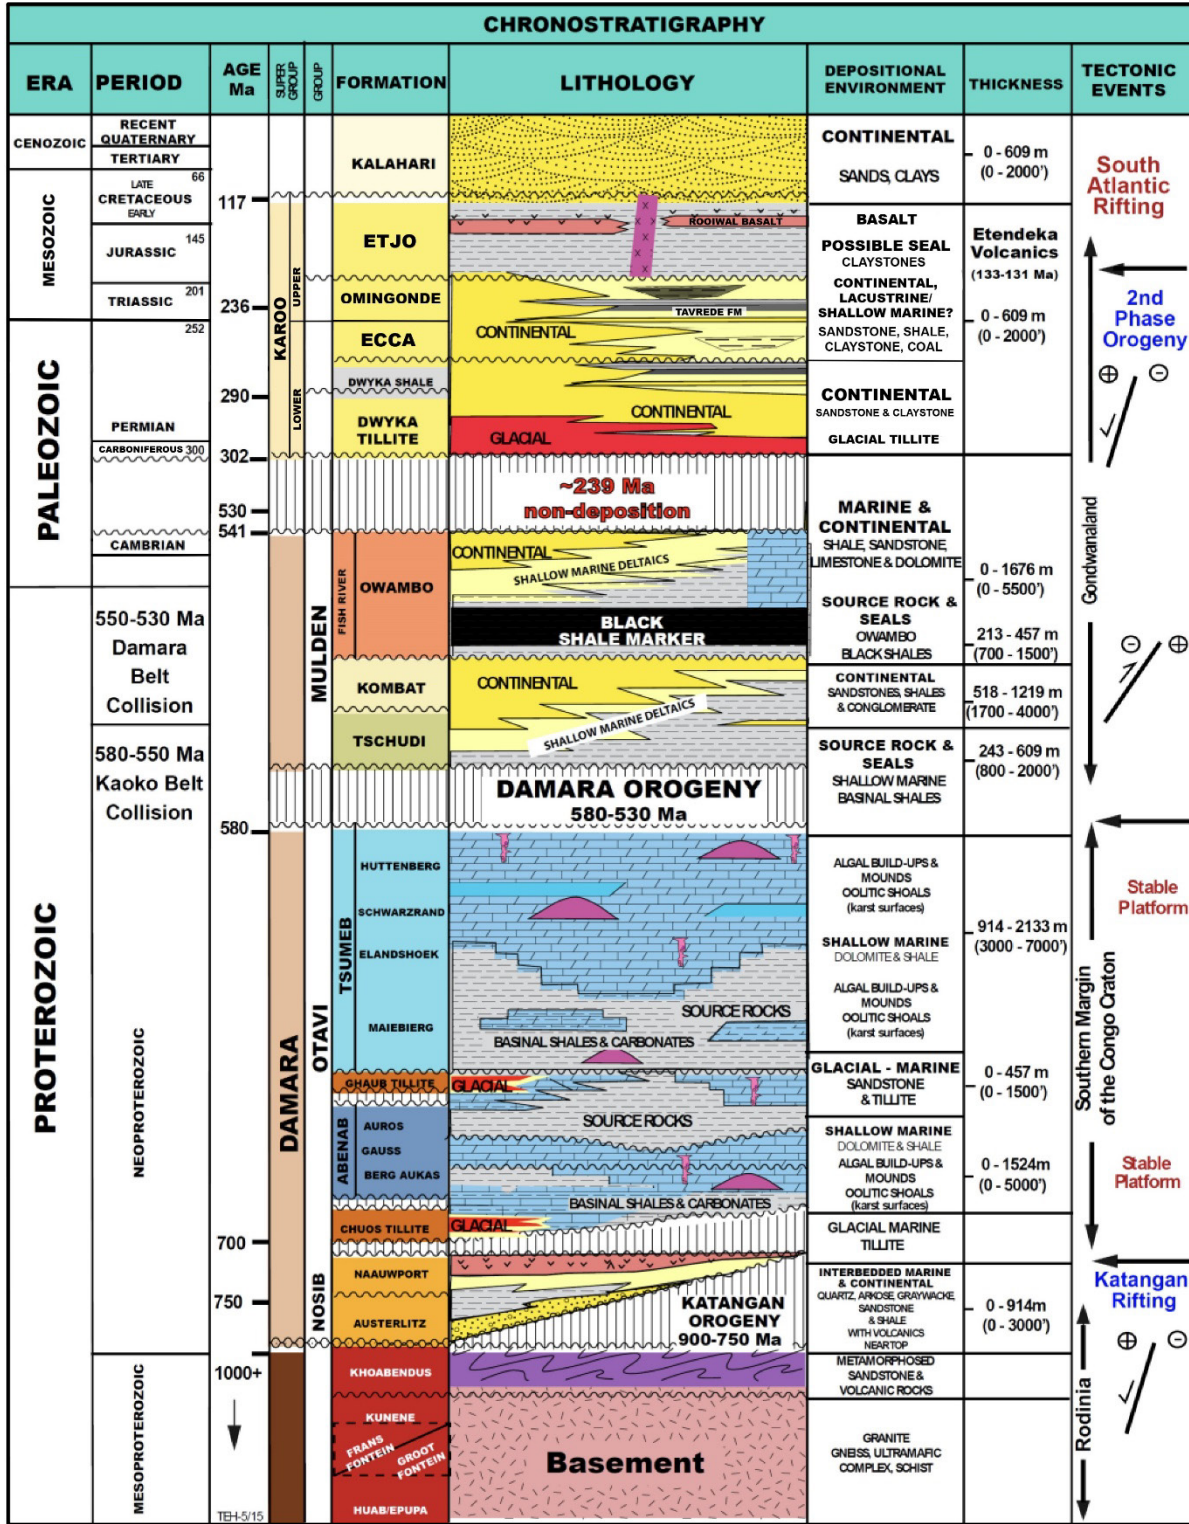 CHRONOSTRATIGRAPHY
ERA
PERIOD
AGE
Ma
SUPER
GROUP
GROUP
FORMATION
LITHOLOGY
DEPOSITIONAL
ENVIRONMENT
THICKNESS
TECTONIC
EVENTS
CENOZOIC
MESOZOIC
PALEOZOIC
PROTEROZOIC
RECENT
QUATERNARY
TERTIARY
66
LATE
CRETACEOUS
EARLY
145
JURASSIC
201
TRIASSIC
252
PERMIAN
CARBONIFEROUS 300
CAMBRIAN
550-530 Ma
Damara
Belt
Collision
580-550 Ma
Kaoko Belt
Collision
NEOPROTEROZOIC
MESOPROTEROZOIC
117
236
290
302
530
541
580
700
750
1000+
TEH-5/15
KAROO
DAMARA
UPPER
LOWER
MULDEN
OTAVI
NOSIB
KALAHARI
ETJO
OMINGONDE
ECCA
DWYKA SHALE
DWYKA
TILLITE
FISH RIVER
OWAMBO
KOMBAT
TSCHUDI
TSUMEB
HUTTENBERG
SCHWARZRAND
ELANDSHOEK
MAIEBIERG
GHAUB TILLITE
ABENAB
AUROS
GAUSS
BERG AUKAS
CHUOS TILLITE
NAAUWPORT
AUSTERLITZ
KHOABENDUS
KUNENE
FRANS
FONTEIN
GROOT
FONTEIN
HUAB/EPUPA
ROOIWAL BASALT
TAVREDE FM
CONTINENTAL
CONTINENTAL
GLACIAL
~239 Ma
non-deposition
CONTINENTAL
SHALLOW MARINE DELTAICS
BLACK
SHALE MARKER
CONTINENTAL
SHALLOW MARINE DELTAICS
DAMARA OROGENY
580-530 Ma
SOURCE ROCKS
BASINAL SHALES & CARBONATES
GLACIAL
SOURCE ROCKS
BASINAL SHALES & CARBONATES
GLACIAL
KATANGAN
OROGENY
900-750 Ma
Basement
CONTINENTAL
SANDS, CLAYS
BASALT
POSSIBLE SEAL
CLAYSTONES
CONTINENTAL,
LACUSTRINE/
SHALLOW MARINE?
SANDSTONE, SHALE,
CLAYSTONE, COAL
CONTINENTAL
SANDSTONE & CLAYSTONE
GLACIAL TILLITE
MARINE &
CONTINENTAL
SHALE, SANDSTONE,
LIMESTONE & DOLOMITE
SOURCE ROCK &
SEALS
OWAMBO
BLACK SHALES
CONTINENTAL
SANDSTONES, SHALES
& CONGLOMERATE
SOURCE ROCK &
SEALS
SHALLOW MARINE
BASINAL SHALES
ALGAL BUILD-UPS &
MOUNDS
OOLITIC SHOALS
(karst surfaces)
SHALLOW MARINE
DOLOMITE & SHALE
ALGAL BUILD-UPS &
MOUNDS
OOLITIC SHOALS
(karst surfaces)
GLACIAL - MARINE
SANDSTONE
& TILLITE
SHALLOW MARINE
DOLOMITE & SHALE
ALGAL BUILD-UPS &
MOUNDS
OOLITIC SHOALS
(karst surfaces)
GLACIAL MARINE
TILLITE
INTERBEDDED MARINE
& CONTINENTAL
QUARTZ, ARKOSE, GRAYWACKE,
SANDSTONE
& SHALE
WITH VOLCANICS
NEAR TOP
METAMORPHOSED
SANDSTONE &
VOLCANIC ROCKS
GRANITE
GNEISS, ULTRAMAFIC
COMPLEX, SCHIST
0 - 609 m
(0 - 2000')
Etendeka
Volcanics
(133-131 Ma)
0 - 609 m
(0 - 2000')
0 - 1676 m
(0 - 5500')
213 - 457 m
(700 - 1500')
518 - 1219 m
(1700 - 4000')
243 - 609 m
(800 - 2000')
914 - 2133 m
(3000 - 7000')
0 - 457 m
(0 - 1500')
0 - 1524m
(0 - 5000')
0 - 914m
(0 - 3000')
South
Atlantic
Rifting
2nd
Phase
Orogeny
Gondwanaland
Stable
Platform
Southern Margin
of the Congo Craton
Stable
Platform
Katangan
Rifting
Rodinia